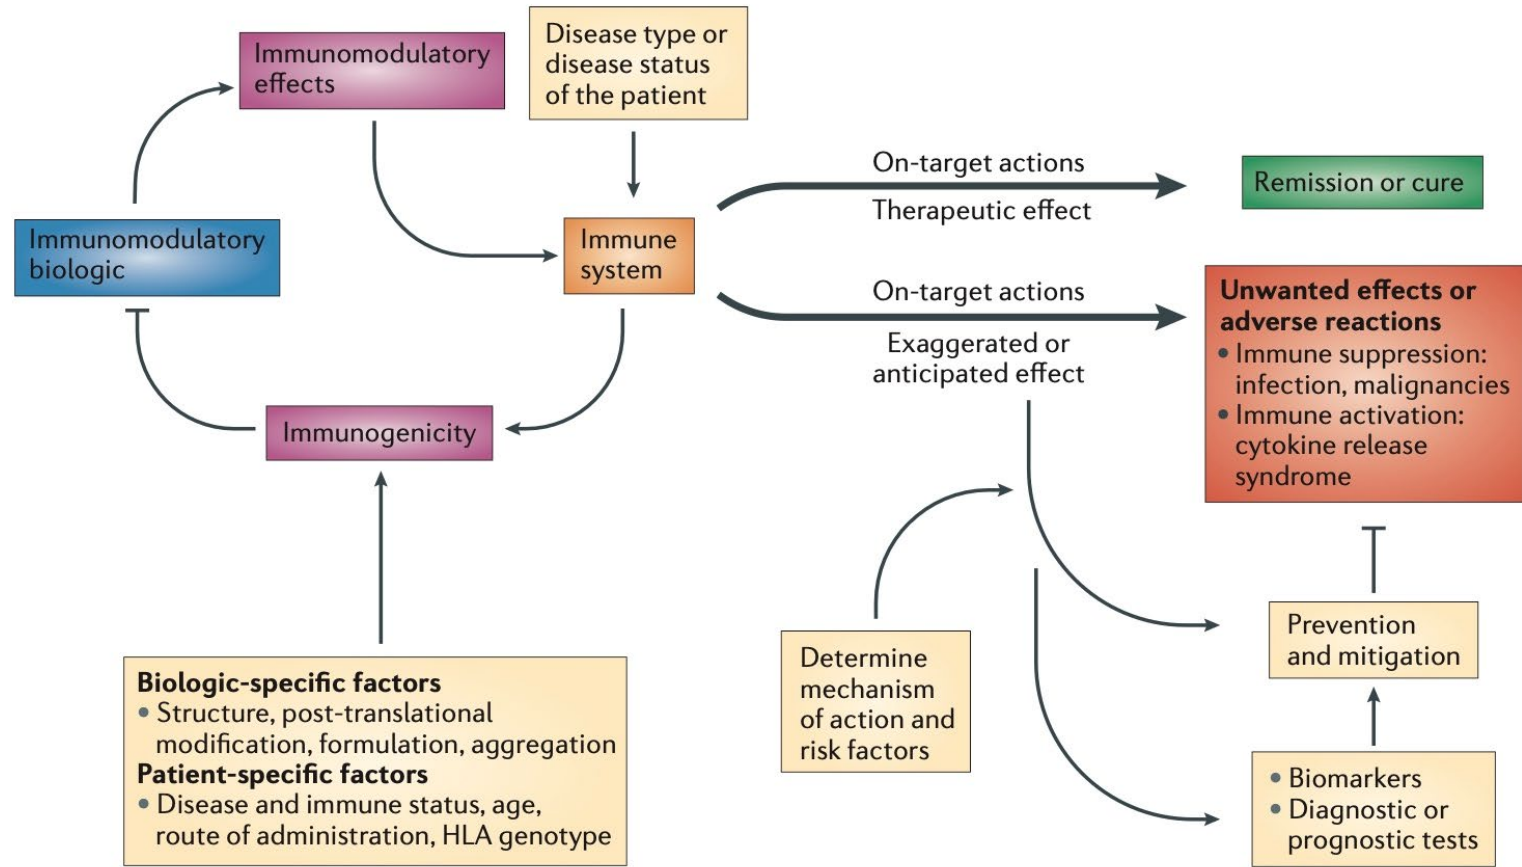 Immunomodulatory
effects
Disease type or
disease status
of the patient
Immunomodulatory
biologic
Immune
system
On-target actions
Therapeutic effect
Remission or cure
On-target actions
Exaggerated or
anticipated effect
Unwanted effects or
adverse reactions
• Immune suppression:
infection, malignancies
• Immune activation:
cytokine release
syndrome
Immunogenicity
Biologic-specific factors
• Structure, post-translational
modification, formulation, aggregation
Patient-specific factors
• Disease and immune status, age,
route of administration, HLA genotype
Determine
mechanism
of action and
risk factors
Prevention
and mitigation
• Biomarkers
• Diagnostic or
prognostic tests